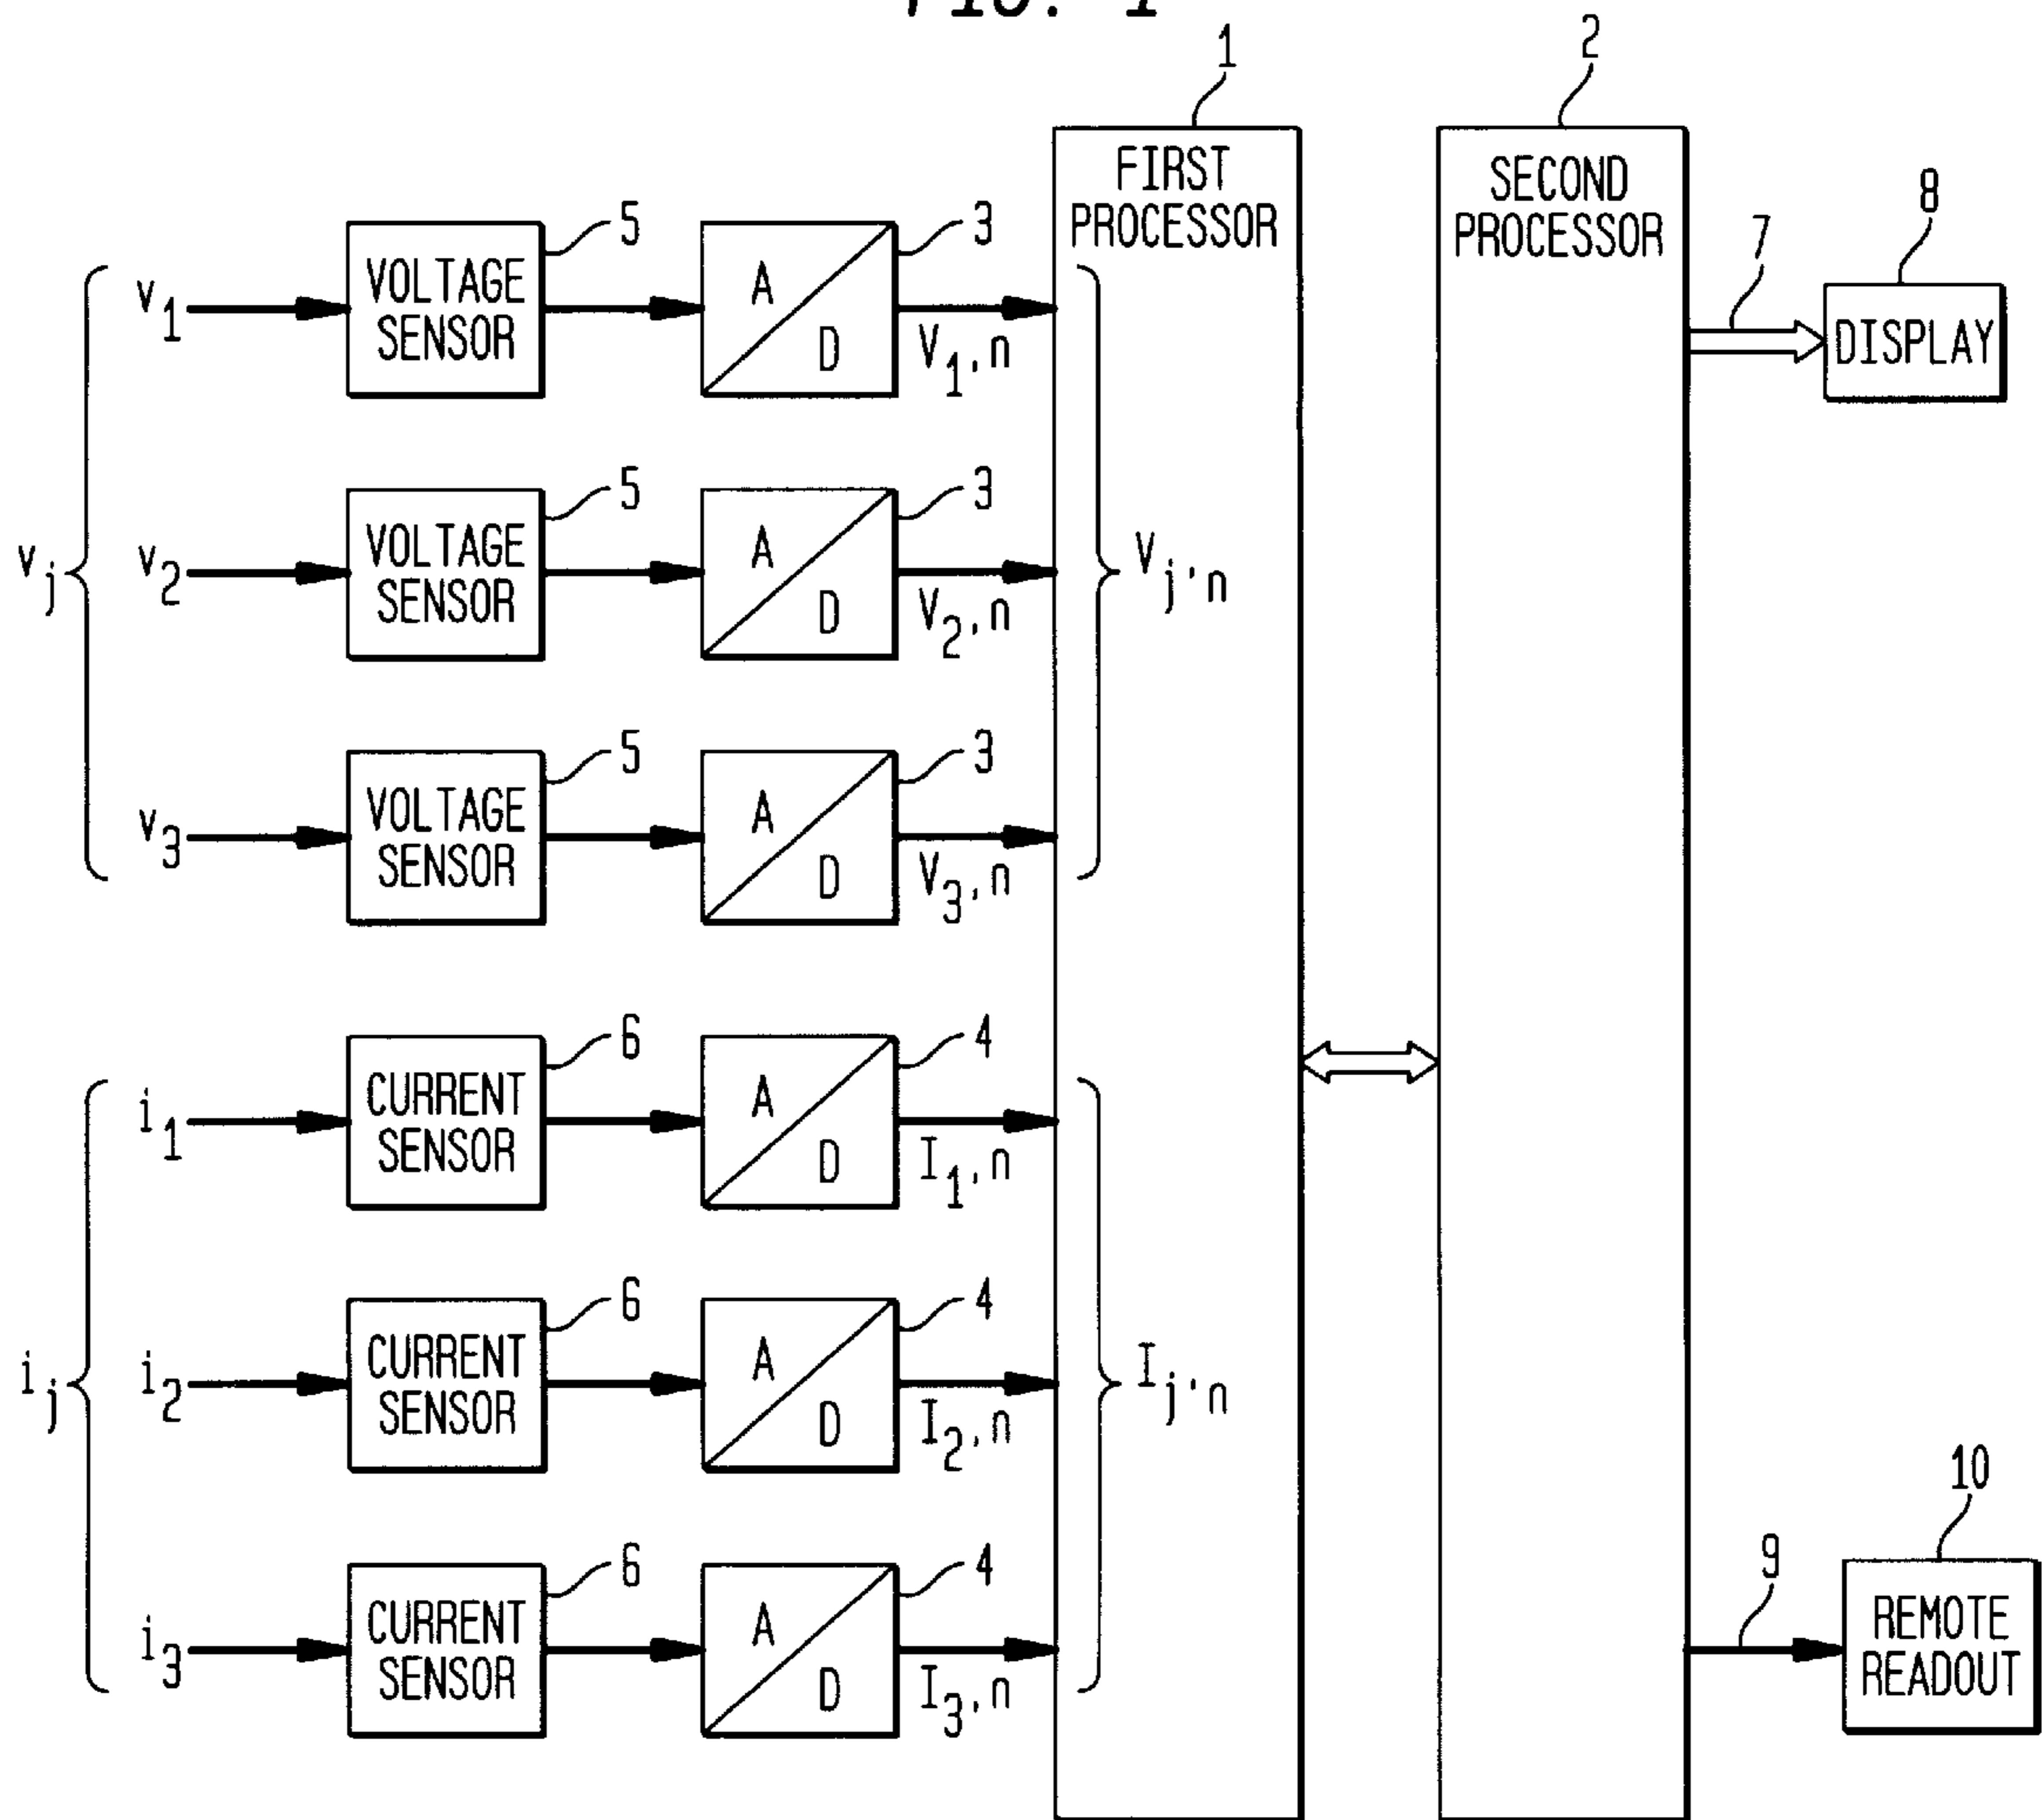 FIG. 1
1
2
FIRST
PROCESSOR
SECOND
PROCESSOR
5
3
7
8
v1
VOLTAGE
SENSOR
A
D
V1,n
DISPLAY
5
3
vj
v2
VOLTAGE
SENSOR
A
D
V2,n
Vj,n
5
3
v3
VOLTAGE
SENSOR
A
D
V3,n
6
4
i1
CURRENT
SENSOR
A
D
I1,n
6
4
ij
i2
CURRENT
SENSOR
A
D
I2,n
Ij,n
6
4
9
10
i3
CURRENT
SENSOR
A
D
I3,n
REMOTE
READOUT